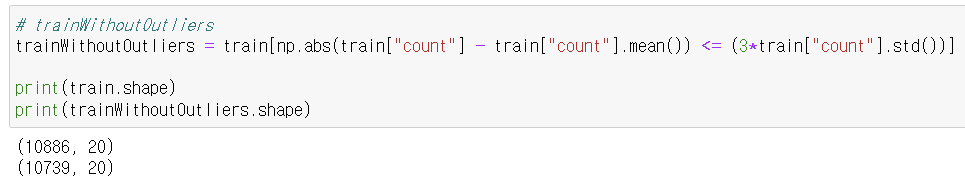 # trainWithoutOutliers
trainWithoutOutliers = train[np.abs(train["count"] - train["count"].mean()) <= (3*train["count"].std())]
print(train.shape)
print(trainWithoutOutliers.shape)
(10886, 20)
(10739, 20)